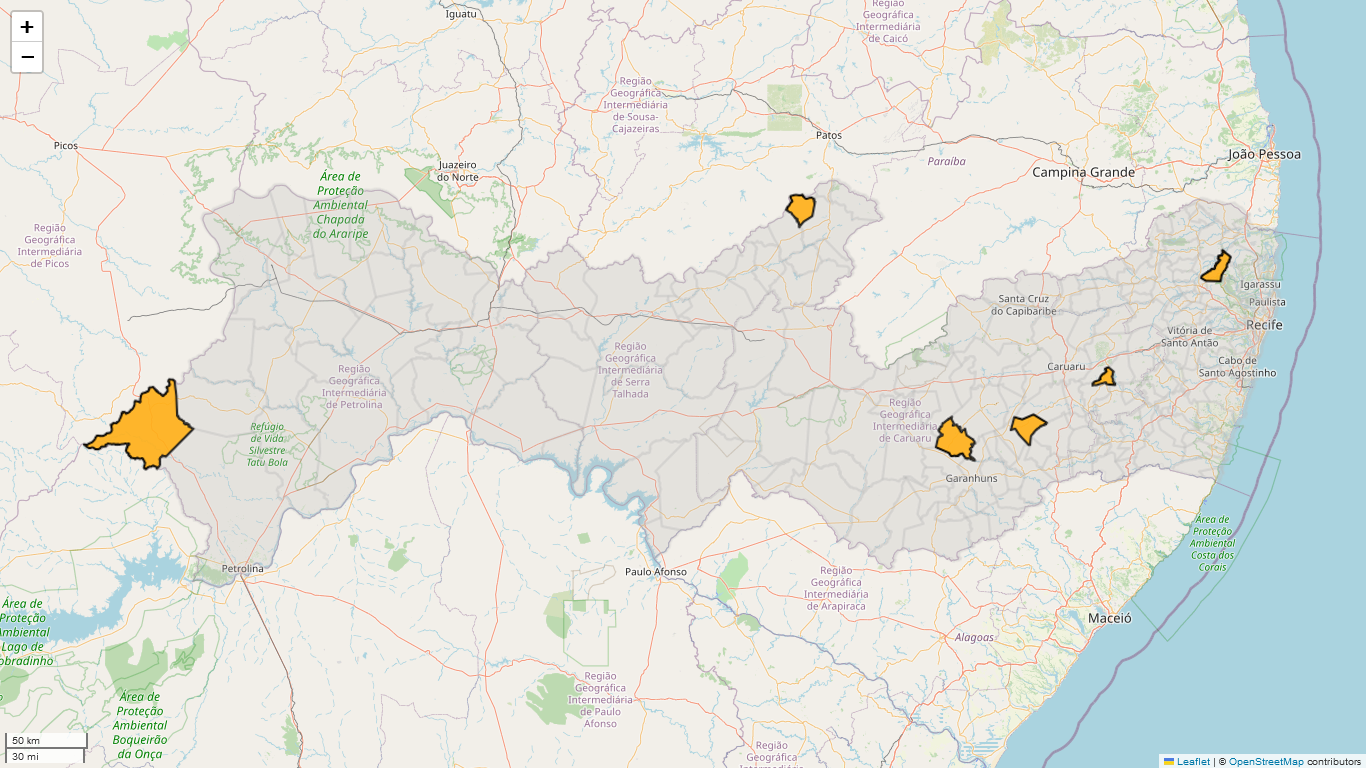 +
−
Iguatu
Região
Geográfica
Intermediária
de Caicó
Região
Geográfica
Intermediária
de Sousa-
Cajazeiras
Patos
Picos
Juazeiro
do Norte
Paraíba
João Pessoa
Campina Grande
Área de
Proteção
Ambiental
Chapada
do Araripe
Região
Geográfica
Intermediária
de Picos
Igarassu
Paulista
Recife
Santa Cruz
do Capibaribe
Vitória de
Santo Antão
Cabo de
Santo Agostinho
Caruaru
Região
Geográfica
Intermediária
de Serra
Talhada
Região
Geográfica
Intermediária
de Petrolina
Região
Geográfica
Intermediária
de Caruaru
Refúgio
de Vida
Silvestre
Tatu Bola
Garanhuns
Área de
Proteção
Ambiental
Costa dos
Corais
Petrolina
Paulo Afonso
Região
Geográfica
Intermediária
de Arapiraca
Área de
Proteção
Ambiental
Lago de
obradinho
Maceió
Alagoas
Região
Geográfica
Intermediária
de Paulo
Afonso
Área de
Proteção
Ambiental
Boqueirão
da Onça
Região
Geográfica
Intermediária
50 km
30 mi
Leaflet | © OpenStreetMap contributors